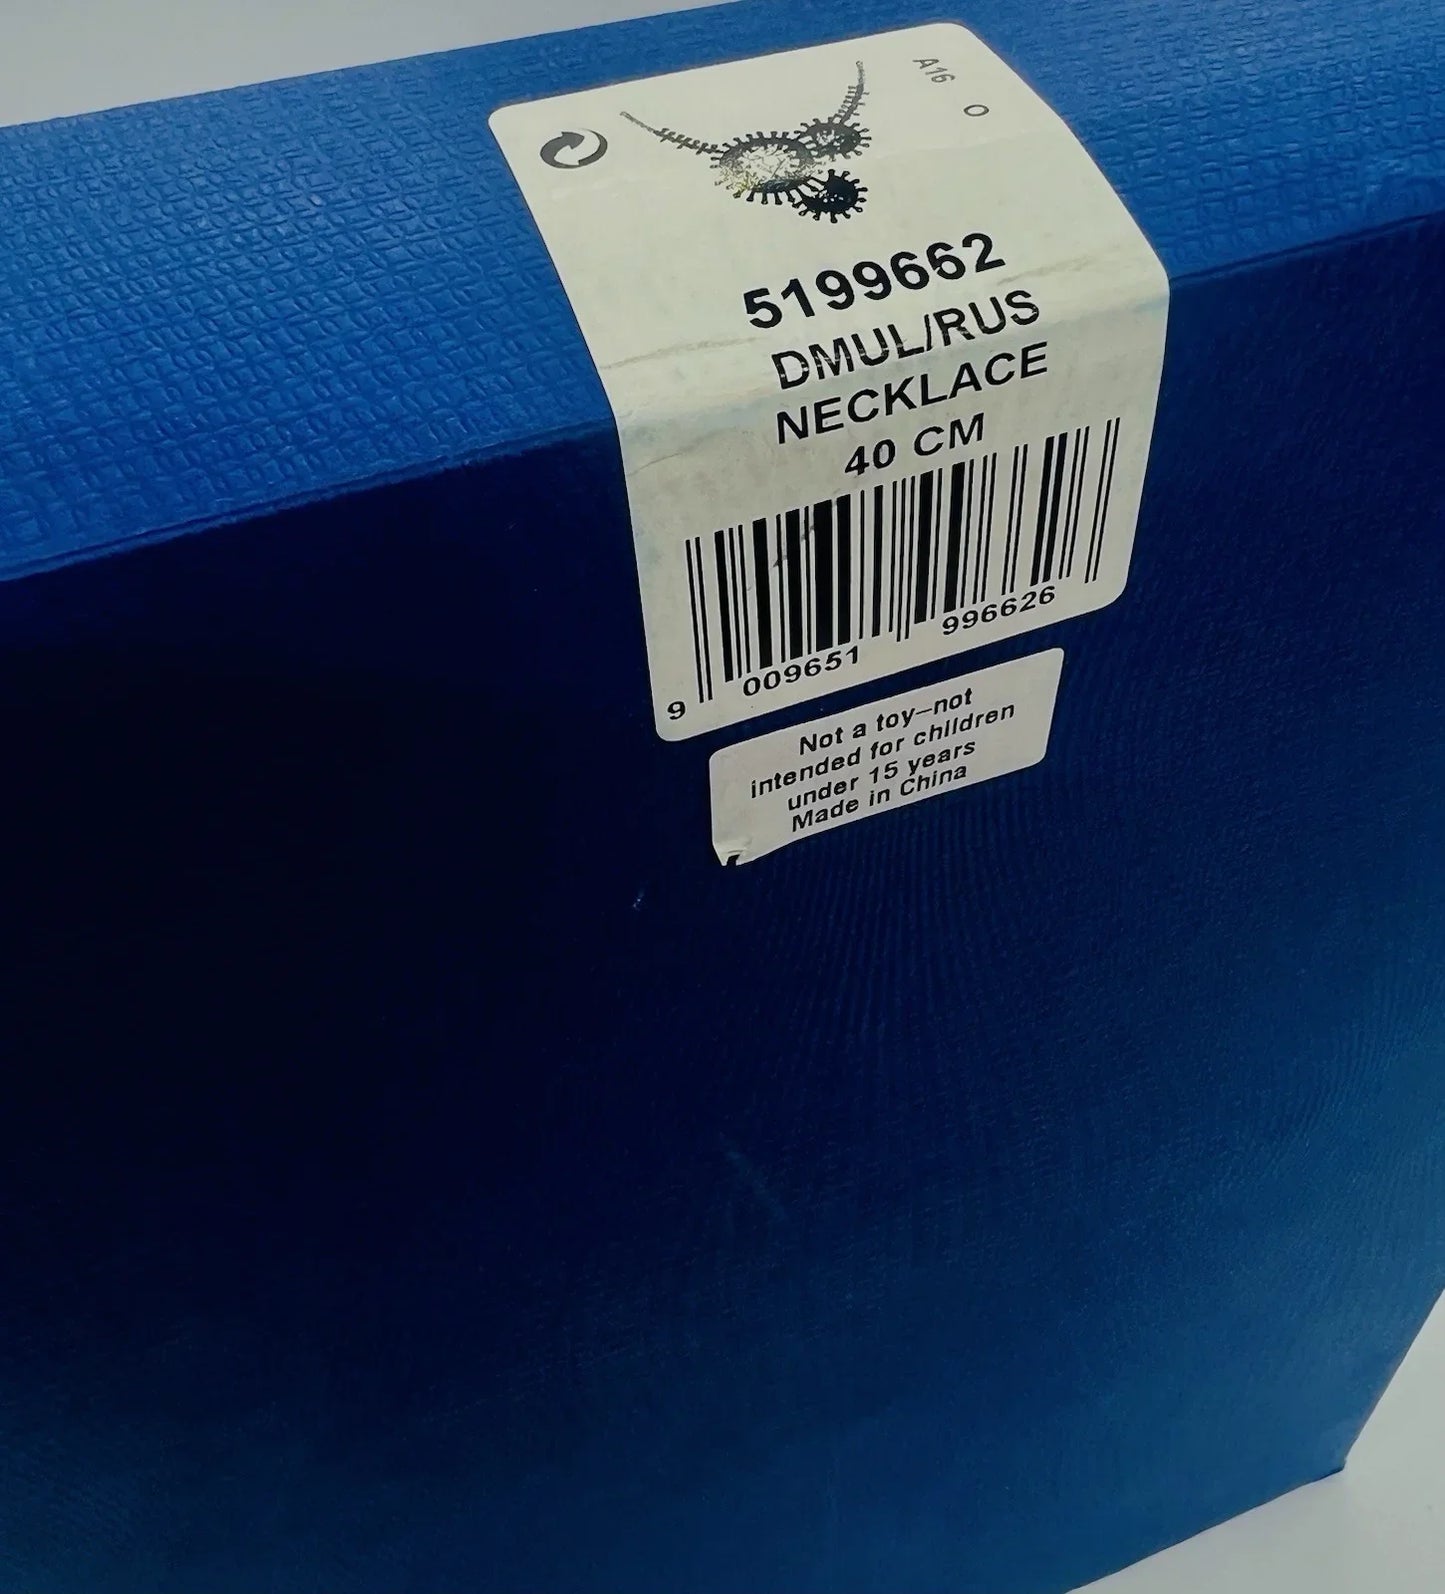 A16 O
5199662
DMUL/RUS
NECKLACE
40 CM
9 009651 996626
Not a toy–not
intended for children
under 15 years
Made in China